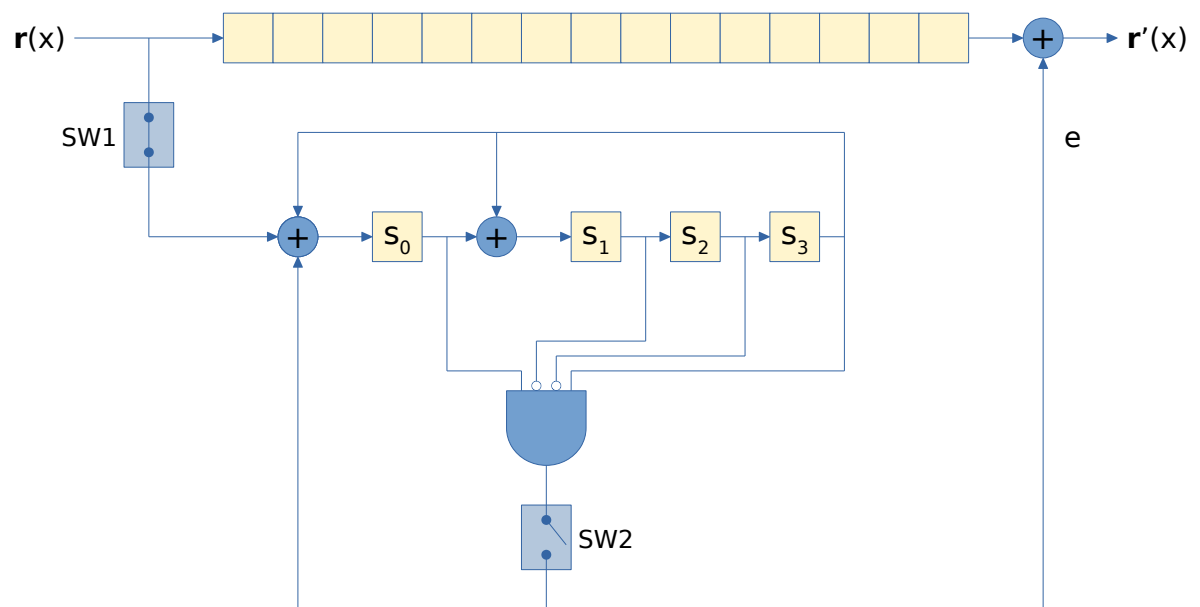 r(x)
+
r’(x)
SW1
e
+
s₀
+
s₁
s₂
s₃
SW2